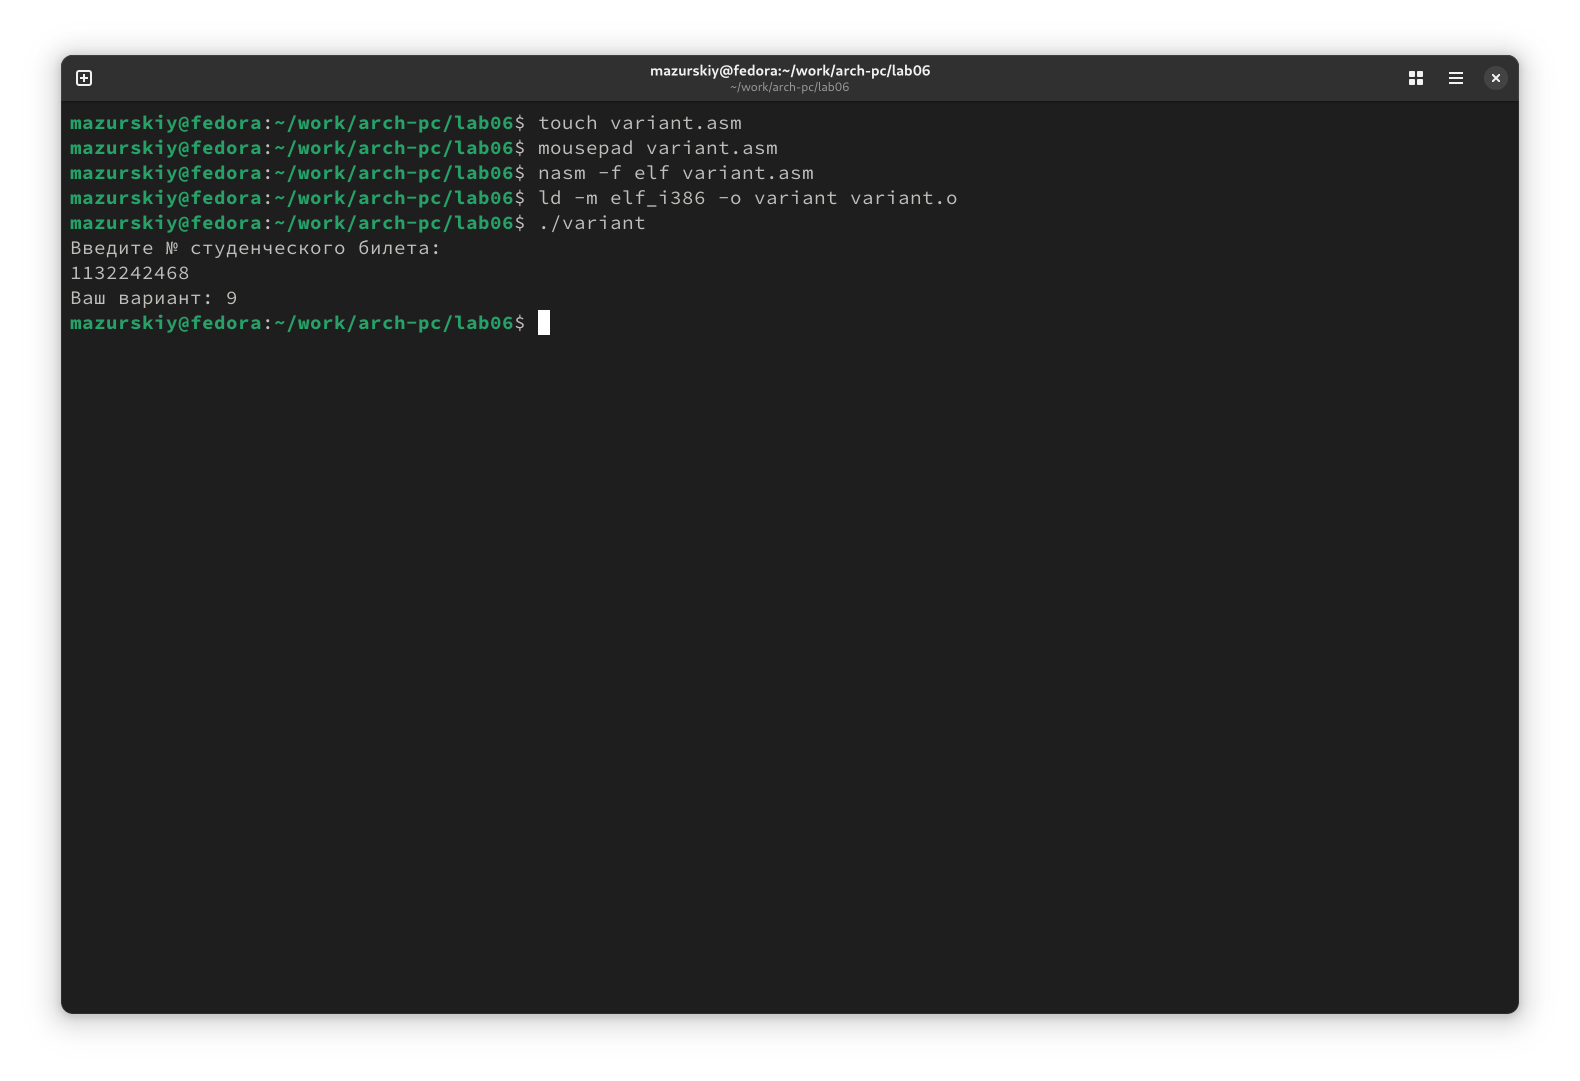 mazurskiy@fedora:~/work/arch-pc/lab06
~/work/arch-pc/lab06
mazurskiy@fedora:~/work/arch-pc/lab06$ touch variant.asm
mazurskiy@fedora:~/work/arch-pc/lab06$ mousepad variant.asm
mazurskiy@fedora:~/work/arch-pc/lab06$ nasm -f elf variant.asm
mazurskiy@fedora:~/work/arch-pc/lab06$ ld -m elf_i386 -o variant variant.o
mazurskiy@fedora:~/work/arch-pc/lab06$ ./variant
Введите № студенческого билета:
1132242468
Ваш вариант: 9
mazurskiy@fedora:~/work/arch-pc/lab06$